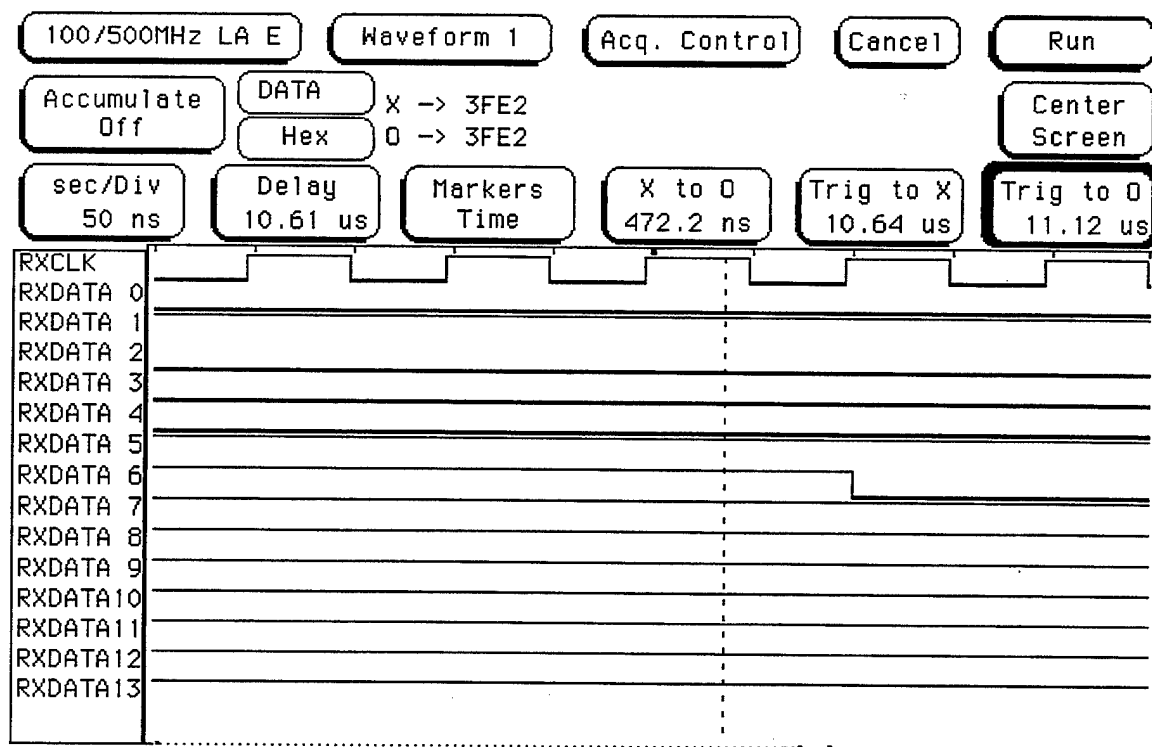 100/500MHz LA E Waveform 1 Acq. Control Cancel Run
Accumulate Off DATA Hex X -> 3FE2 O -> 3FE2 Center Screen
sec/Div 50 ns Delay 10.61 us Markers Time X to O 472.2 ns Trig to X 10.64 us Trig to O 11.12 us
RXCLK
RXDATA 0
RXDATA 1
RXDATA 2
RXDATA 3
RXDATA 4
RXDATA 5
RXDATA 6
RXDATA 7
RXDATA 8
RXDATA 9
RXDATA10
RXDATA11
RXDATA12
RXDATA13